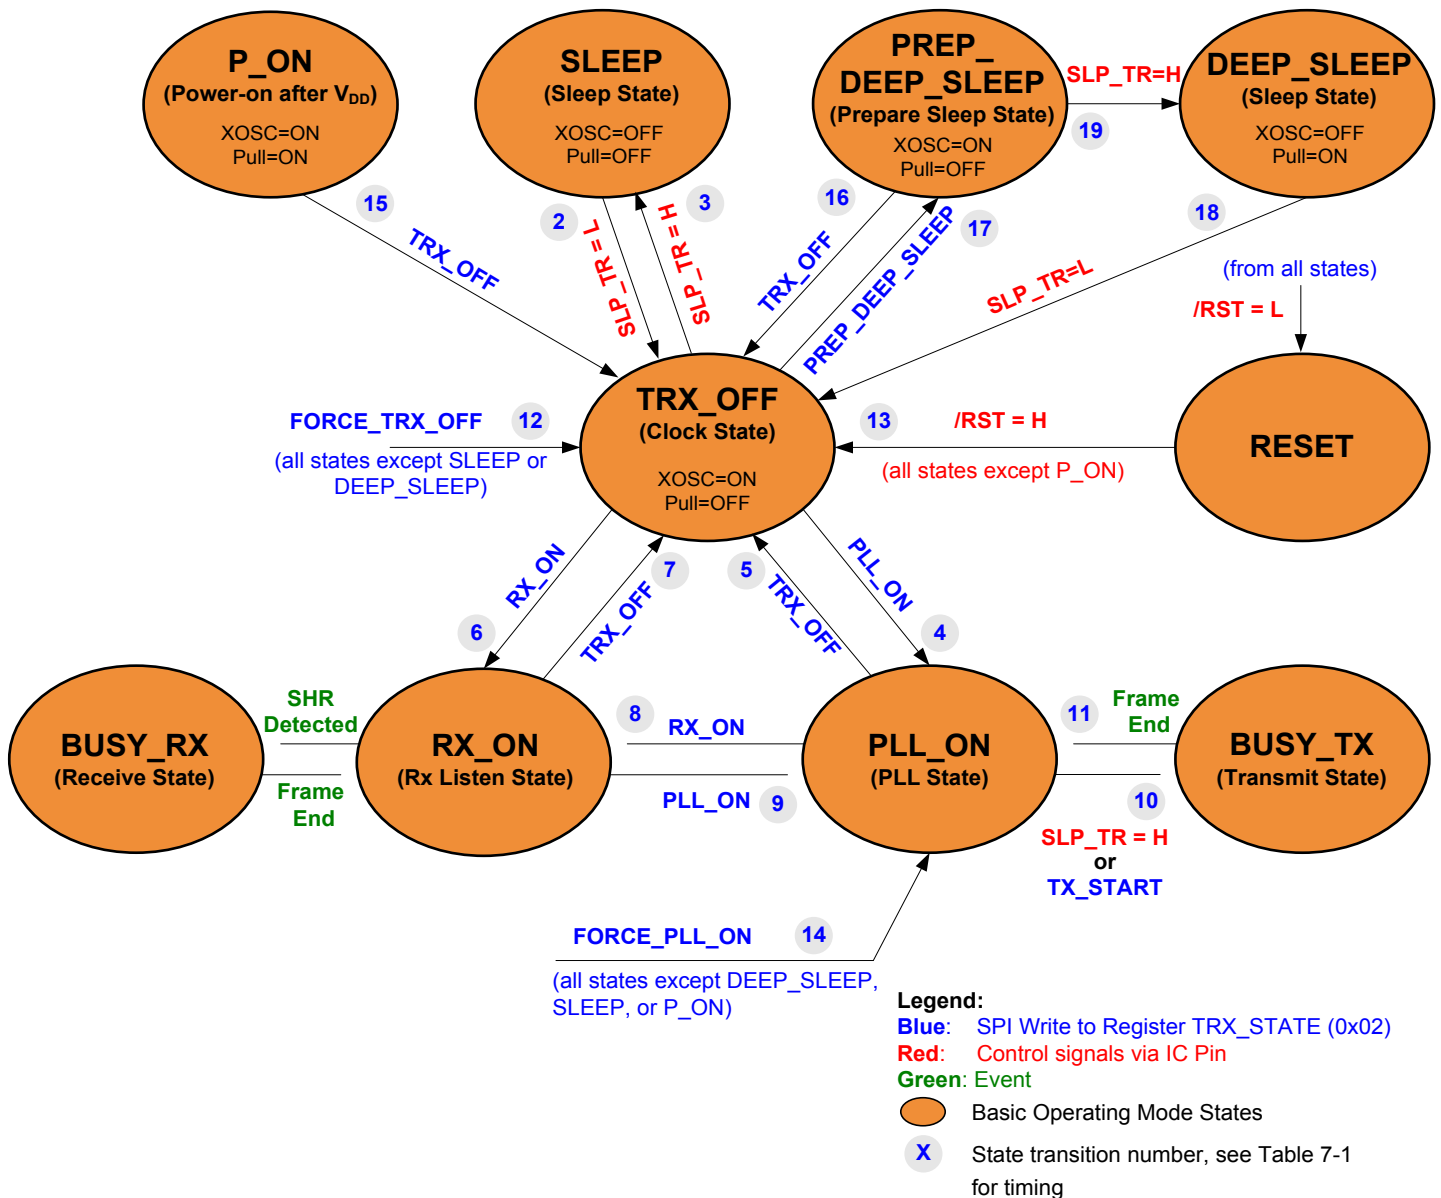 P_ON
(Power-on after VDD)
XOSC=ON
Pull=ON
SLEEP
(Sleep State)
XOSC=OFF
Pull=OFF
PREP_
DEEP_SLEEP
(Prepare Sleep State)
XOSC=ON
Pull=OFF
SLP_TR=H
19
DEEP_SLEEP
(Sleep State)
XOSC=OFF
Pull=ON
15
TRX_OFF
2
SLP_TR = L
3
SLP_TR = H
16
TRX_OFF
17
PREP_DEEP_SLEEP
18
SLP_TR=L
(from all states)
/RST = L
FORCE_TRX_OFF
12
(all states except SLEEP or
DEEP_SLEEP)
TRX_OFF
(Clock State)
XOSC=ON
Pull=OFF
13
/RST = H
(all states except P_ON)
RESET
RX_ON
6
7
TRX_OFF
5
TRX_OFF
PLL_ON
4
BUSY_RX
(Receive State)
SHR
Detected
Frame
End
RX_ON
(Rx Listen State)
8
RX_ON
PLL_ON
9
PLL_ON
(PLL State)
11
Frame
End
10
SLP_TR = H
or
TX_START
BUSY_TX
(Transmit State)
FORCE_PLL_ON
14
(all states except DEEP_SLEEP,
SLEEP, or P_ON)
Legend:
Blue: SPI Write to Register TRX_STATE (0x02)
Red: Control signals via IC Pin
Green: Event
Basic Operating Mode States
X State transition number, see Table 7-1
for timing